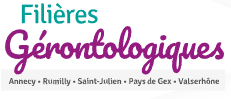 Filières
Gérontologiques
Annecy • Rumilly • Saint-Julien • Pays de Gex • Valserhône